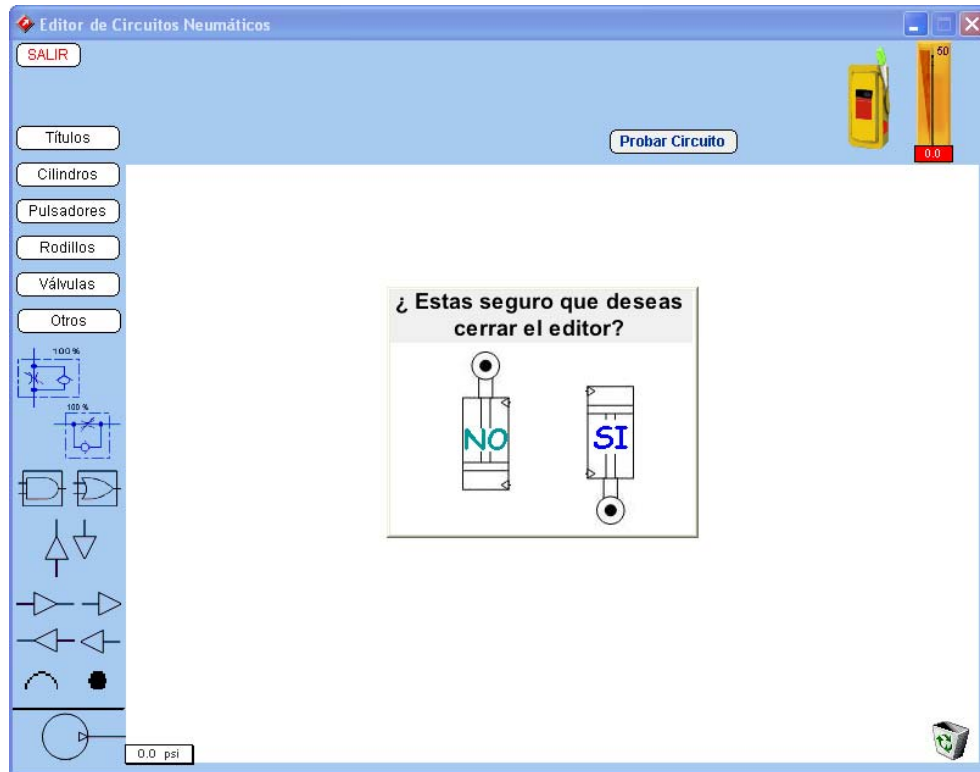 Editor de Circuitos Neumáticos
SALIR
50
Títulos
Probar Circuito
0.0
Cilindros
Pulsadores
Rodillos
Válvulas
¿ Estas seguro que deseas
cerrar el editor?
Otros
100 %
100 %
NO
SI
0.0 psi